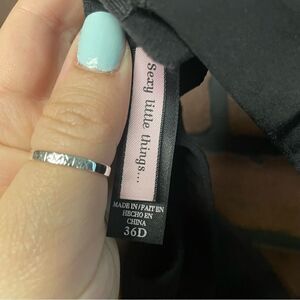 Sexy little things...
MADE IN/FAIT EN
HECHO EN
CHINA
36D